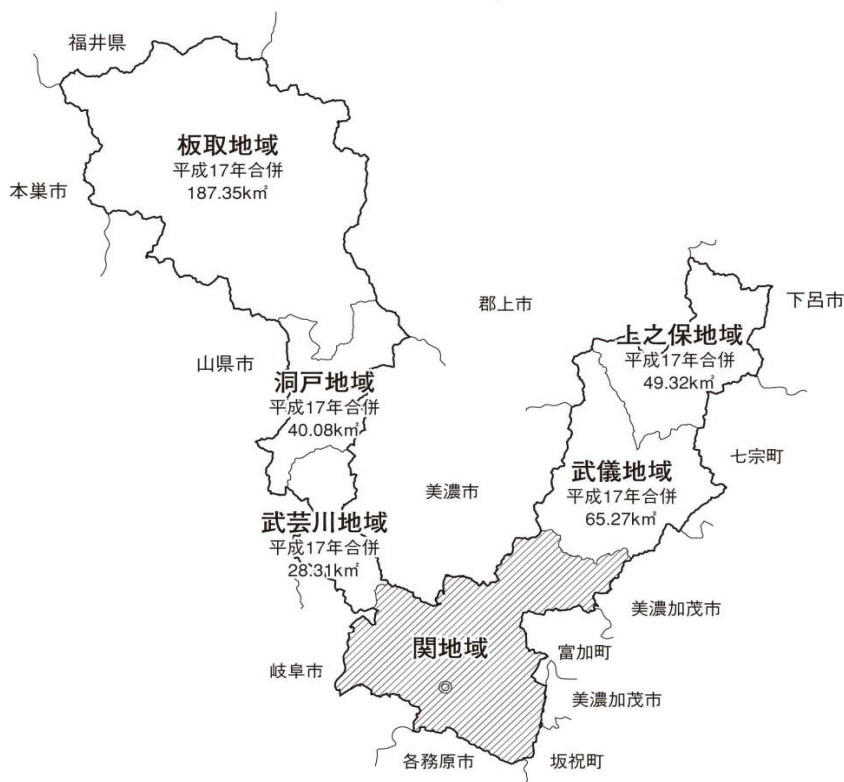 福井県
板取地域
平成17年合併
187.35k㎡
本巣市
郡上市
下呂市
上之保地域
平成17年合併
49.32k㎡
山県市
洞戸地域
平成17年合併
40.08k㎡
七宗町
武儀地域
平成17年合併
65.27k㎡
美濃市
武芸川地域
平成17年合併
28.31k㎡
美濃加茂市
関地域
富加町
岐阜市
美濃加茂市
各務原市
坂祝町